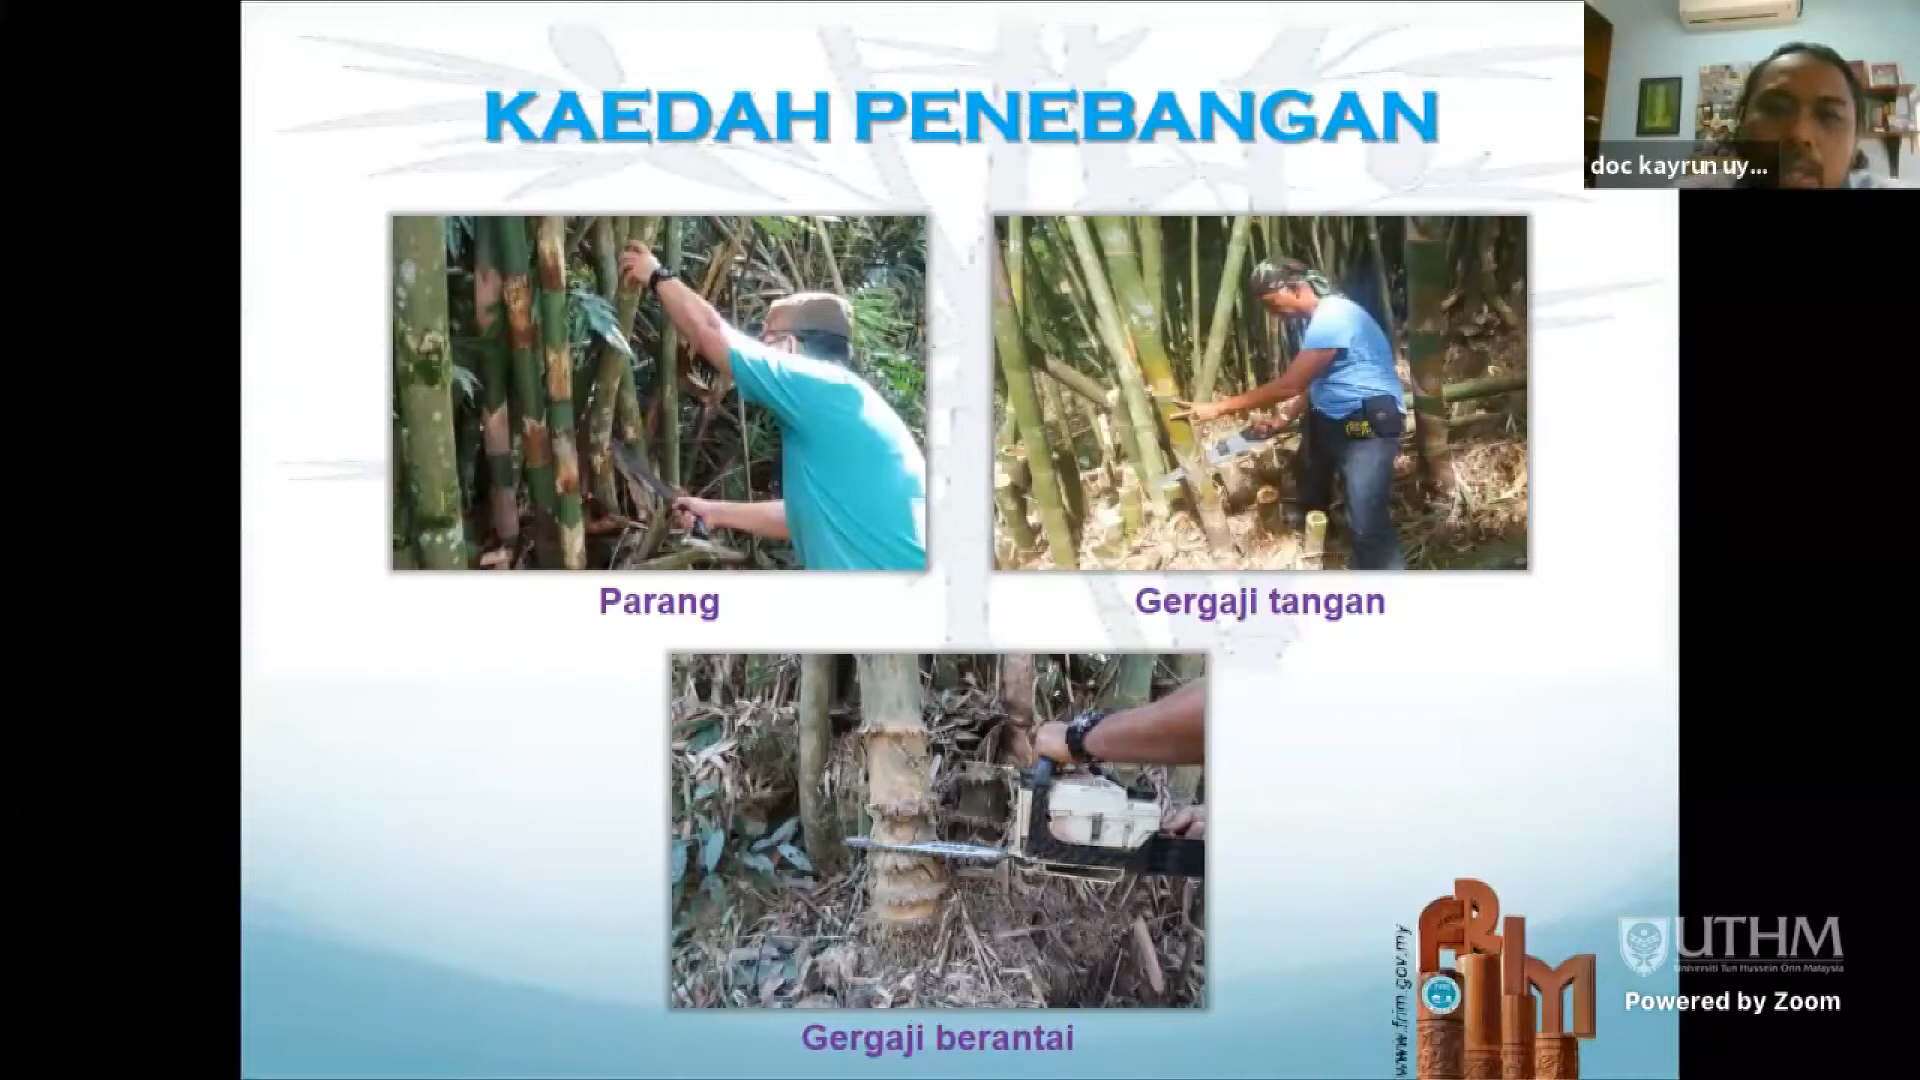 KAEDAH PENEBANGAN
doc kayrun uy...
Parang
Gergaji tangan
Gergaji berantai
www.frim.gov.my
FRIM
UTHM
Universiti Tun Hussein Onn Malaysia
Powered by Zoom